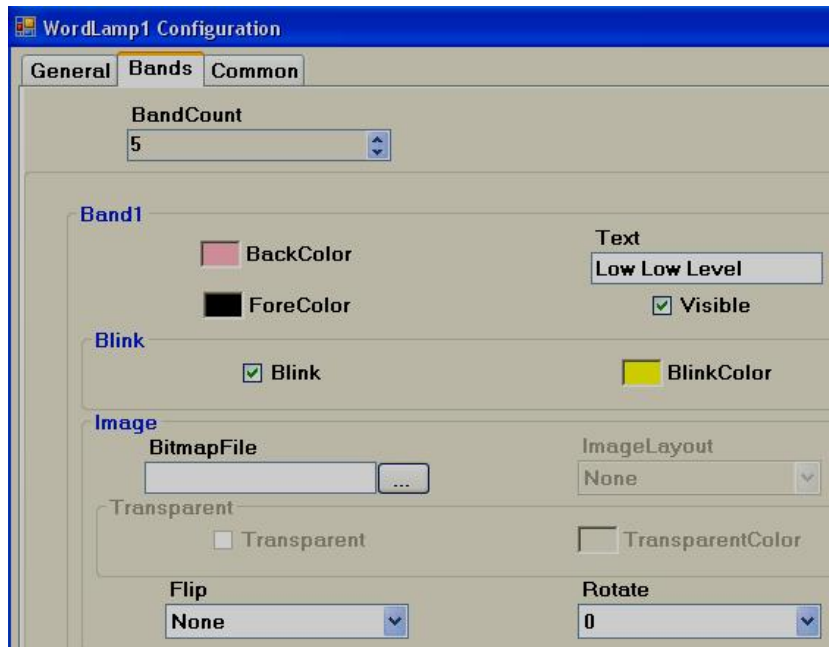 WordLamp1 Configuration
General Bands Common
BandCount
5
Band1
BackColor
Text
Low Low Level
ForeColor
Visible
Blink
Blink
BlinkColor
Image
BitmapFile
ImageLayout
...
None
Transparent
Transparent
TransparentColor
Flip
Rotate
None
0